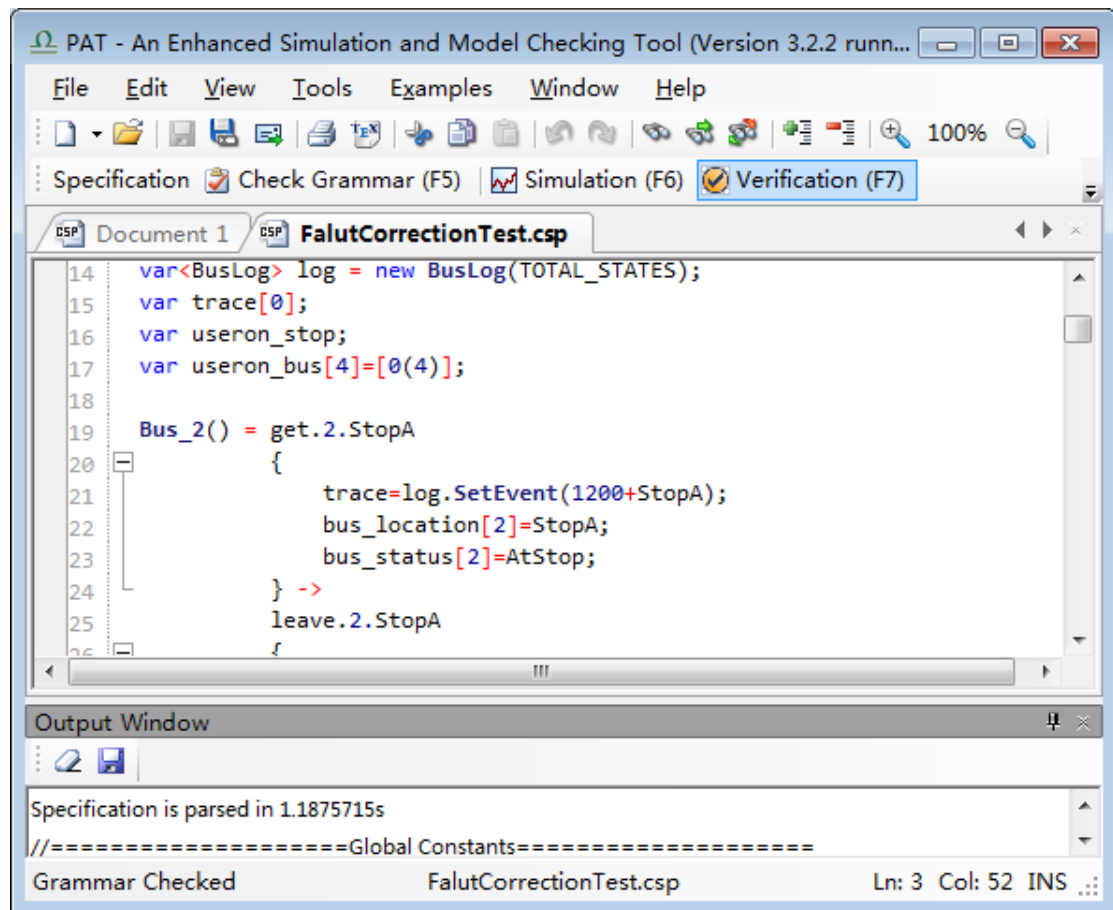 PAT - An Enhanced Simulation and Model Checking Tool (Version 3.2.2 runn...
File Edit View Tools Examples Window Help
100%
Specification Check Grammar (F5) Simulation (F6) Verification (F7)
Document 1 FalutCorrectionTest.csp
14 var<BusLog> log = new BusLog(TOTAL_STATES);
15 var trace[0];
16 var useron_stop;
17 var useron_bus[4]=[0(4)];
18
19 Bus_2() = get.2.StopA
20 {
21 trace=log.SetEvent(1200+StopA);
22 bus_location[2]=StopA;
23 bus_status[2]=AtStop;
24 } ->
25 leave.2.StopA
26 {
Output Window
Specification is parsed in 1.1875715s
//====================Global Constants====================
Grammar Checked FalutCorrectionTest.csp Ln: 3 Col: 52 INS